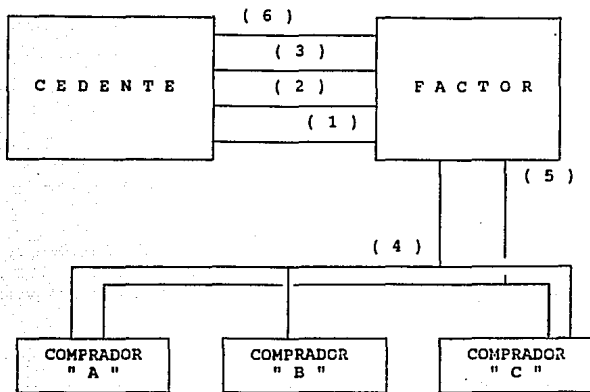 ( 6 )
( 3 )
C E D E N T E
( 2 )
F A C T O R
( 1 )
( 5 )
( 4 )
COMPRADOR
" A "
COMPRADOR
" B "
COMPRADOR
" C "